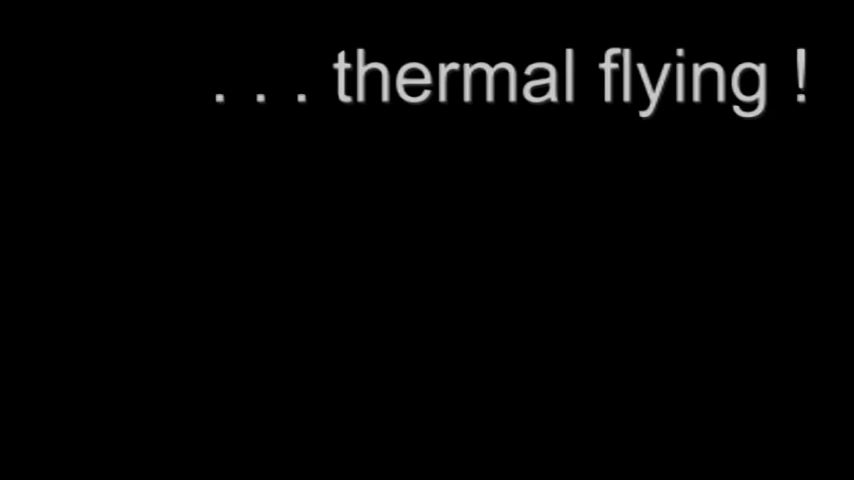 . . . thermal flying !